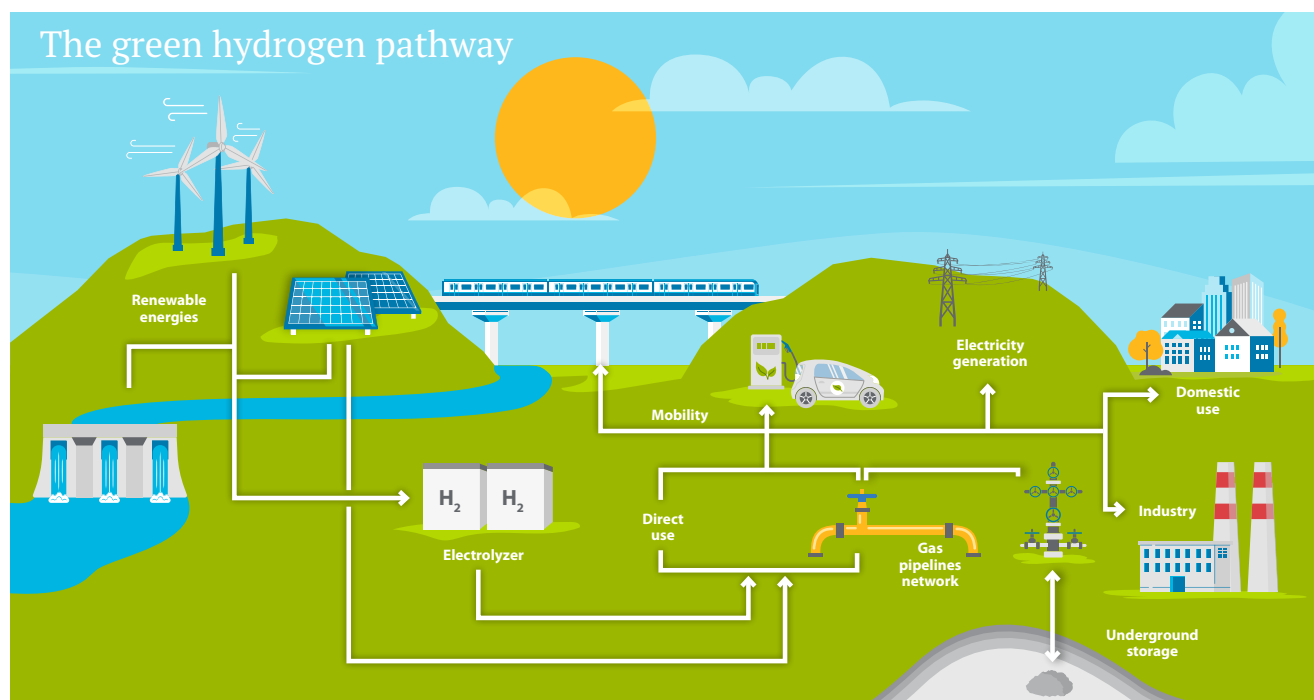 The green hydrogen pathway
Renewable
energies
Electricity
generation
Domestic
use
Mobility
H2
H2
Direct
use
Industry
Electrolyzer
Gas
pipelines
network
Underground
storage